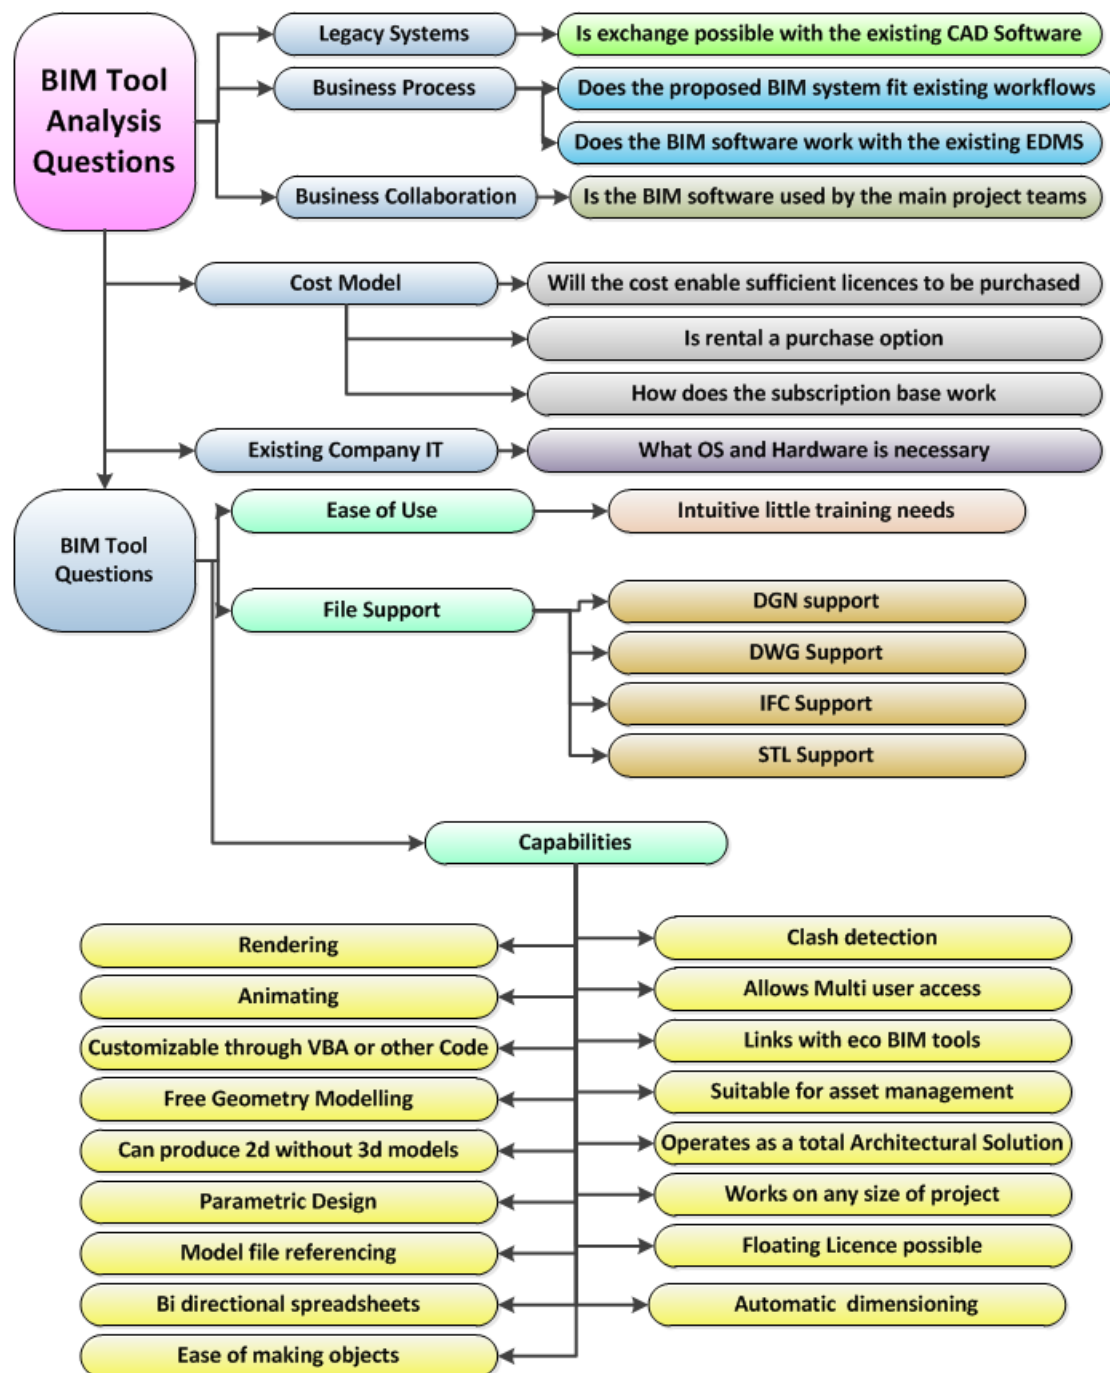 BIM Tool
Analysis
Questions
Legacy Systems
Is exchange possible with the existing CAD Software
Business Process
Does the proposed BIM system fit existing workflows
Does the BIM software work with the existing EDMS
Business Collaboration
Is the BIM software used by the main project teams
Cost Model
Will the cost enable sufficient licences to be purchased
Is rental a purchase option
How does the subscription base work
Existing Company IT
What OS and Hardware is necessary
BIM Tool
Questions
Ease of Use
Intuitive little training needs
File Support
DGN support
DWG Support
IFC Support
STL Support
Capabilities
Rendering
Animating
Customizable through VBA or other Code
Free Geometry Modelling
Can produce 2d without 3d models
Parametric Design
Model file referencing
Bi directional spreadsheets
Ease of making objects
Clash detection
Allows Multi user access
Links with eco BIM tools
Suitable for asset management
Operates as a total Architectural Solution
Works on any size of project
Floating Licence possible
Automatic dimensioning